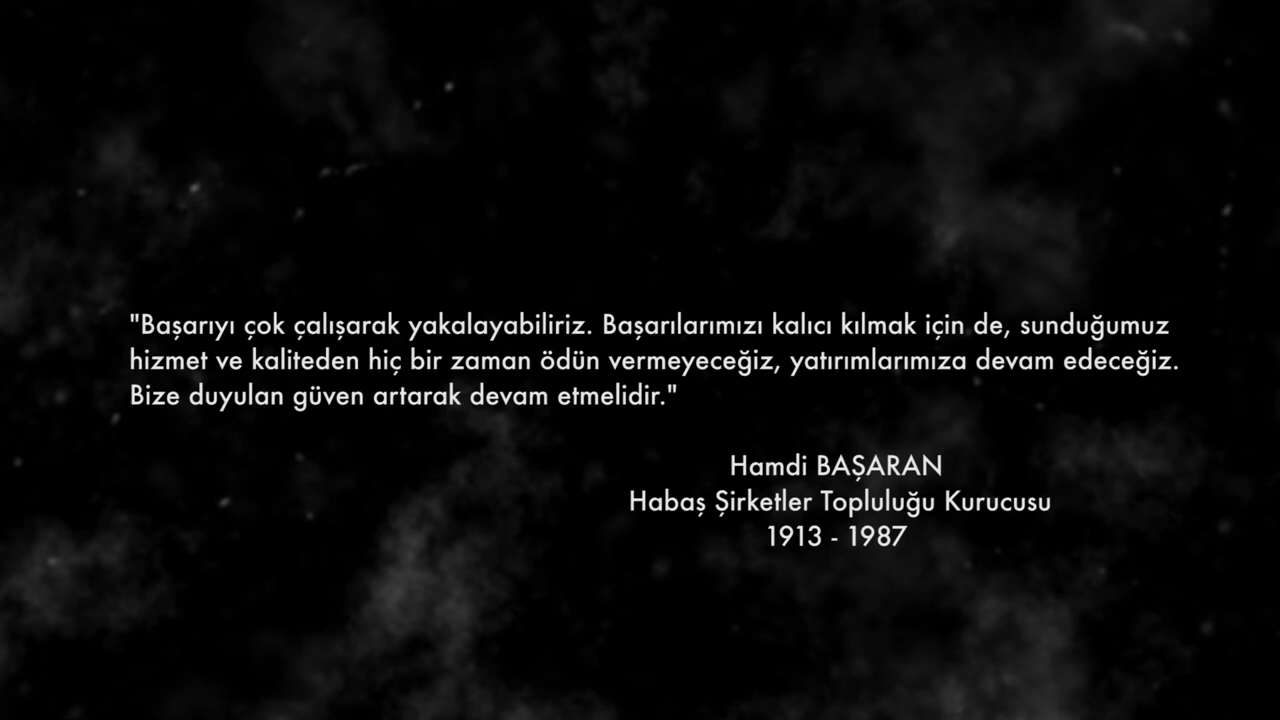 "Başarıyı çok çalışarak yakalayabiliriz. Başarılarımızı kalıcı kılmak için de, sunduğumuz
hizmet ve kaliteden hiç bir zaman ödün vermeyeceğiz, yatırımlarımıza devam edeceğiz.
Bize duyulan güven artarak devam etmelidir."
Hamdi BAŞARAN
Habaş Şirketler Topluluğu Kurucusu
1913 - 1987